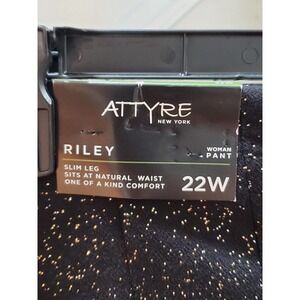 ATTYRE
NEW YORK
RILEY
WOMAN
PANT
SLIM LEG
SITS AT NATURAL WAIST
ONE OF A KIND COMFORT
22W